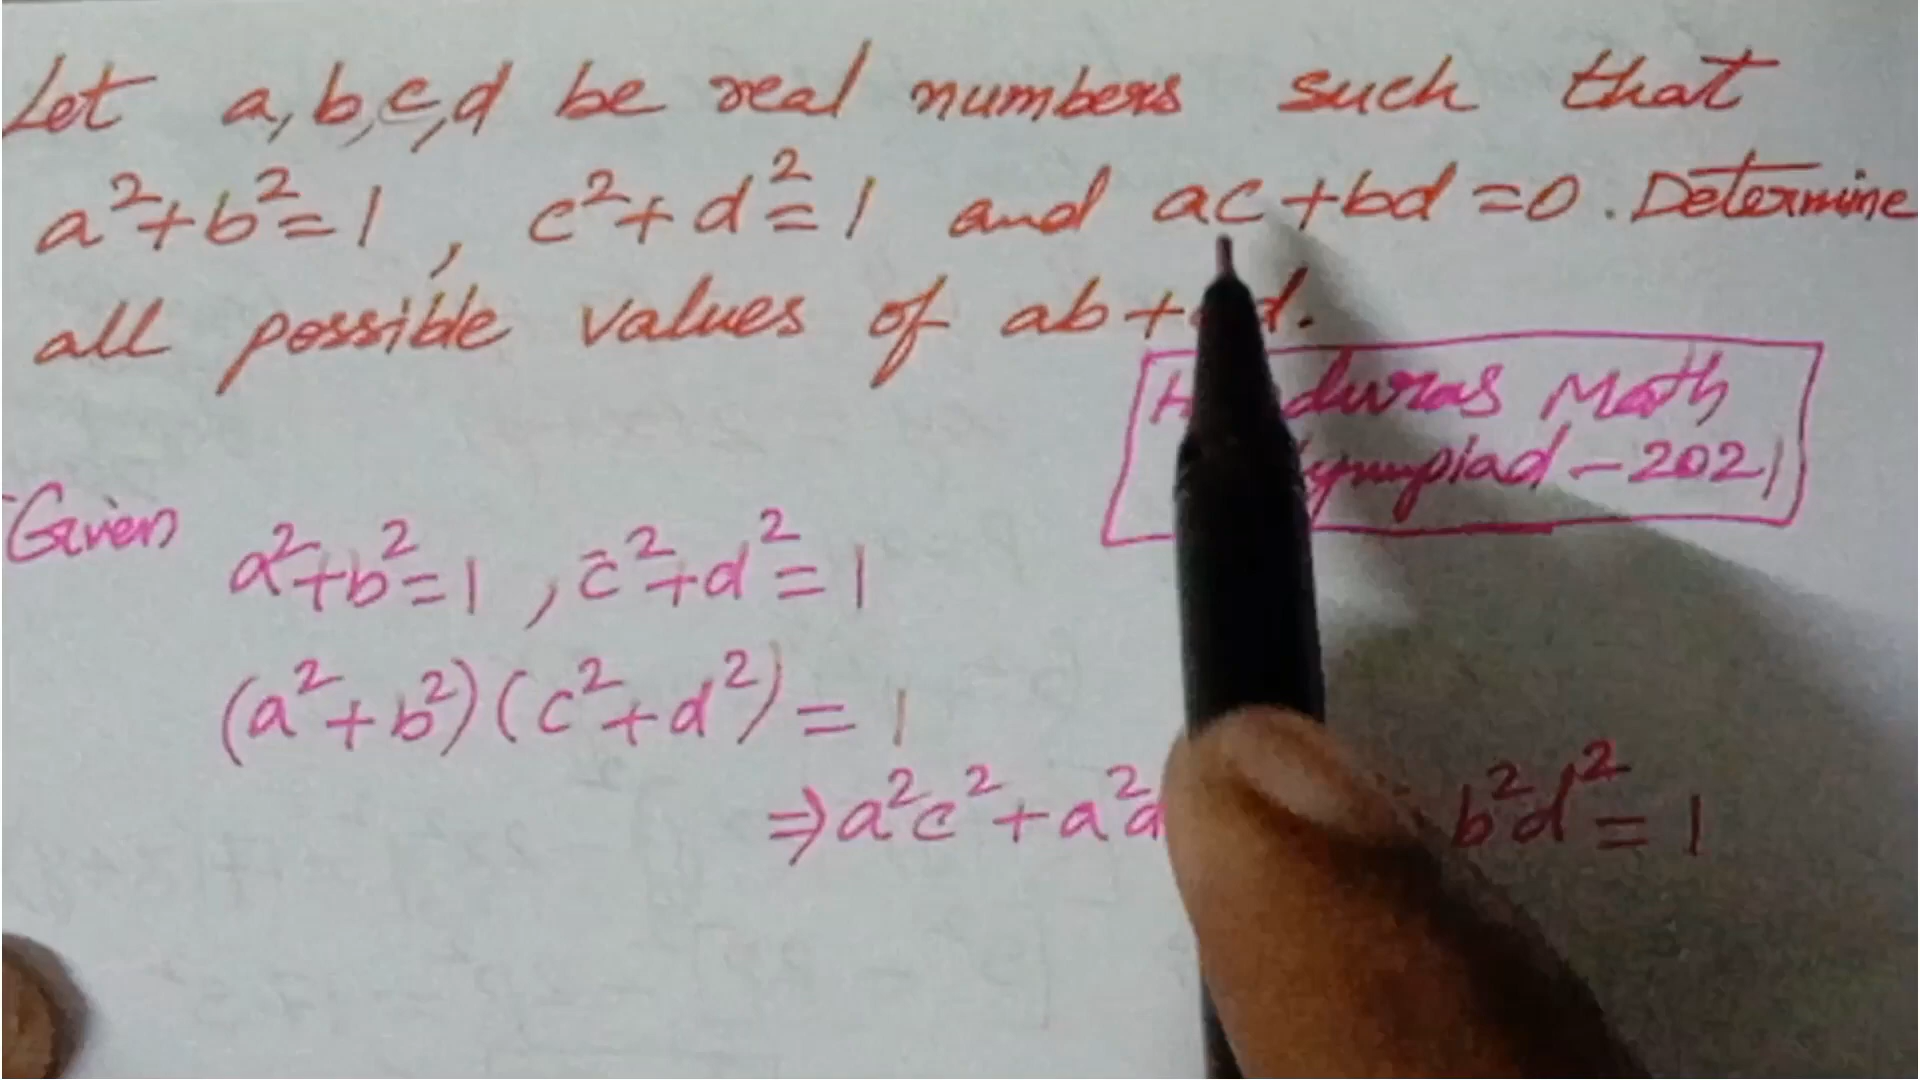 Let a, b, c, d be real numbers such that
a²+b²=1, c²+d²=1 and ac+bd=0. Determine
all possible values of ab+ d.
Math
-2021
Given a²+b²=1, c²+d²=1
(a²+b²)(c²+d²)=1
⇒a²c²+a²d b²d²=1